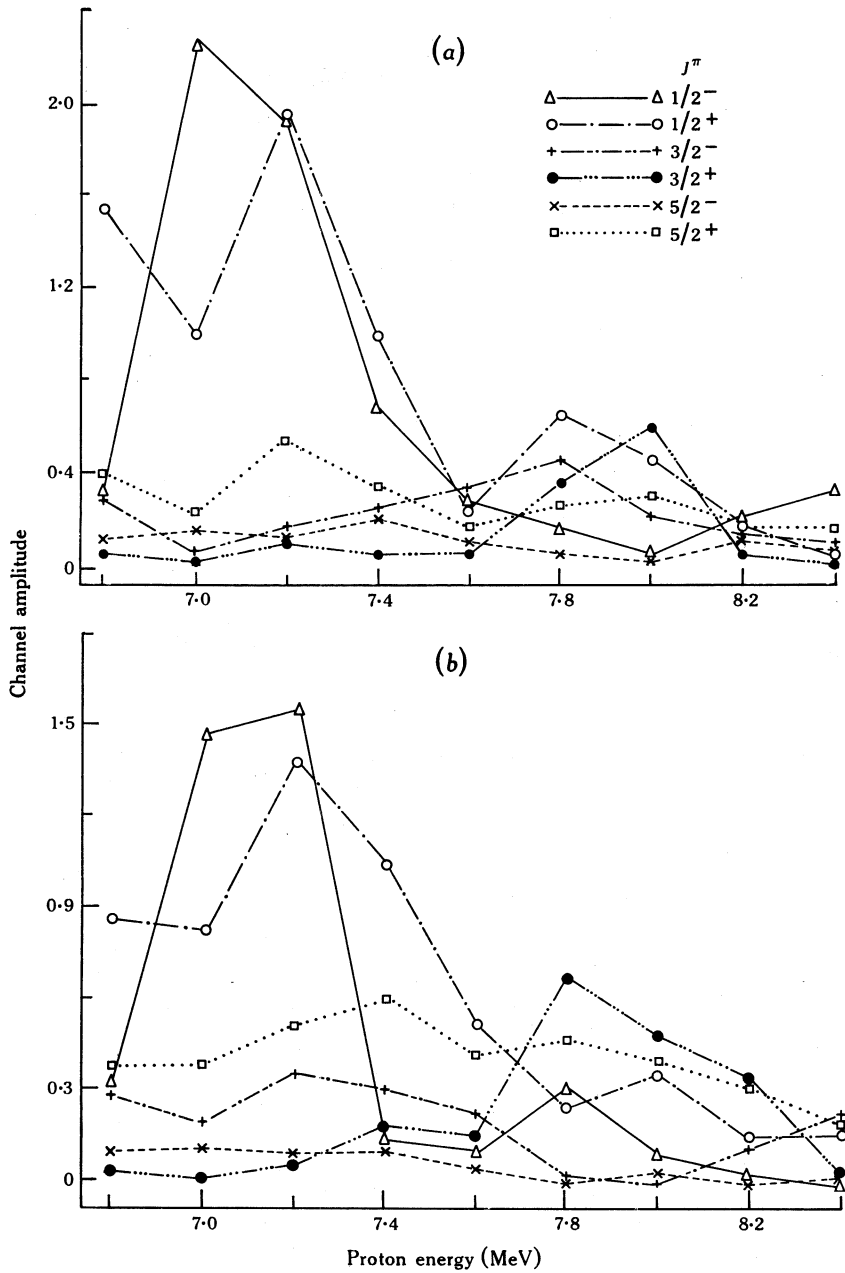 (a)
J^π
1/2⁻
1/2⁺
3/2⁻
3/2⁺
5/2⁻
5/2⁺
2·0
1·2
0·4
0
7·0 7·4 7·8 8·2
Channel amplitude
(b)
1·5
0·9
0·3
0
7·0 7·4 7·8 8·2
Proton energy (MeV)